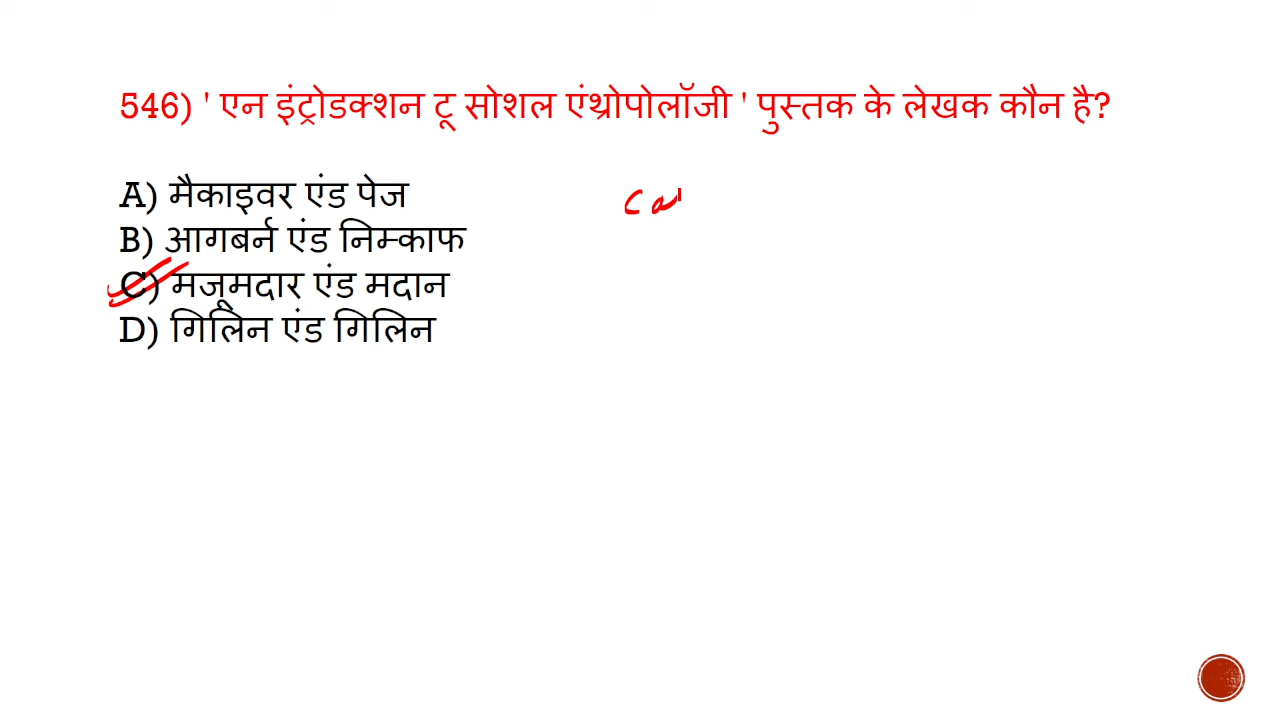 546) ' एन इंट्रोडक्शन टू सोशल एंथ्रोपोलॉजी ' पुस्तक के लेखक कौन है?
A) मैकाइवर एंड पेज
B) आगबर्न एंड निम्काफ
C) मजूमदार एंड मदान
D) गिलिन एंड गिलिन